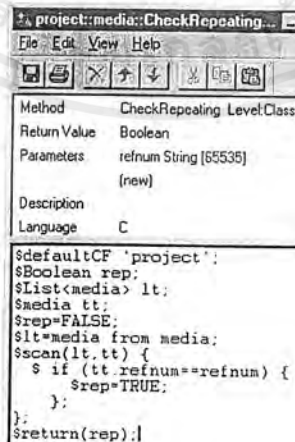 project::media::CheckRepeating...
File Edit View Help
Method CheckRepeating Level:Class
Return Value Boolean
Parameters refnum String [65535]
(new)
Description
Language C
$defaultCF 'project';
$Boolean rep;
$List<media> lt;
$media tt;
$rep=FALSE;
$lt=media from media;
$scan(lt,tt) {
$ if (tt.refnum==refnum) {
$rep=TRUE;
};
};
$return(rep);